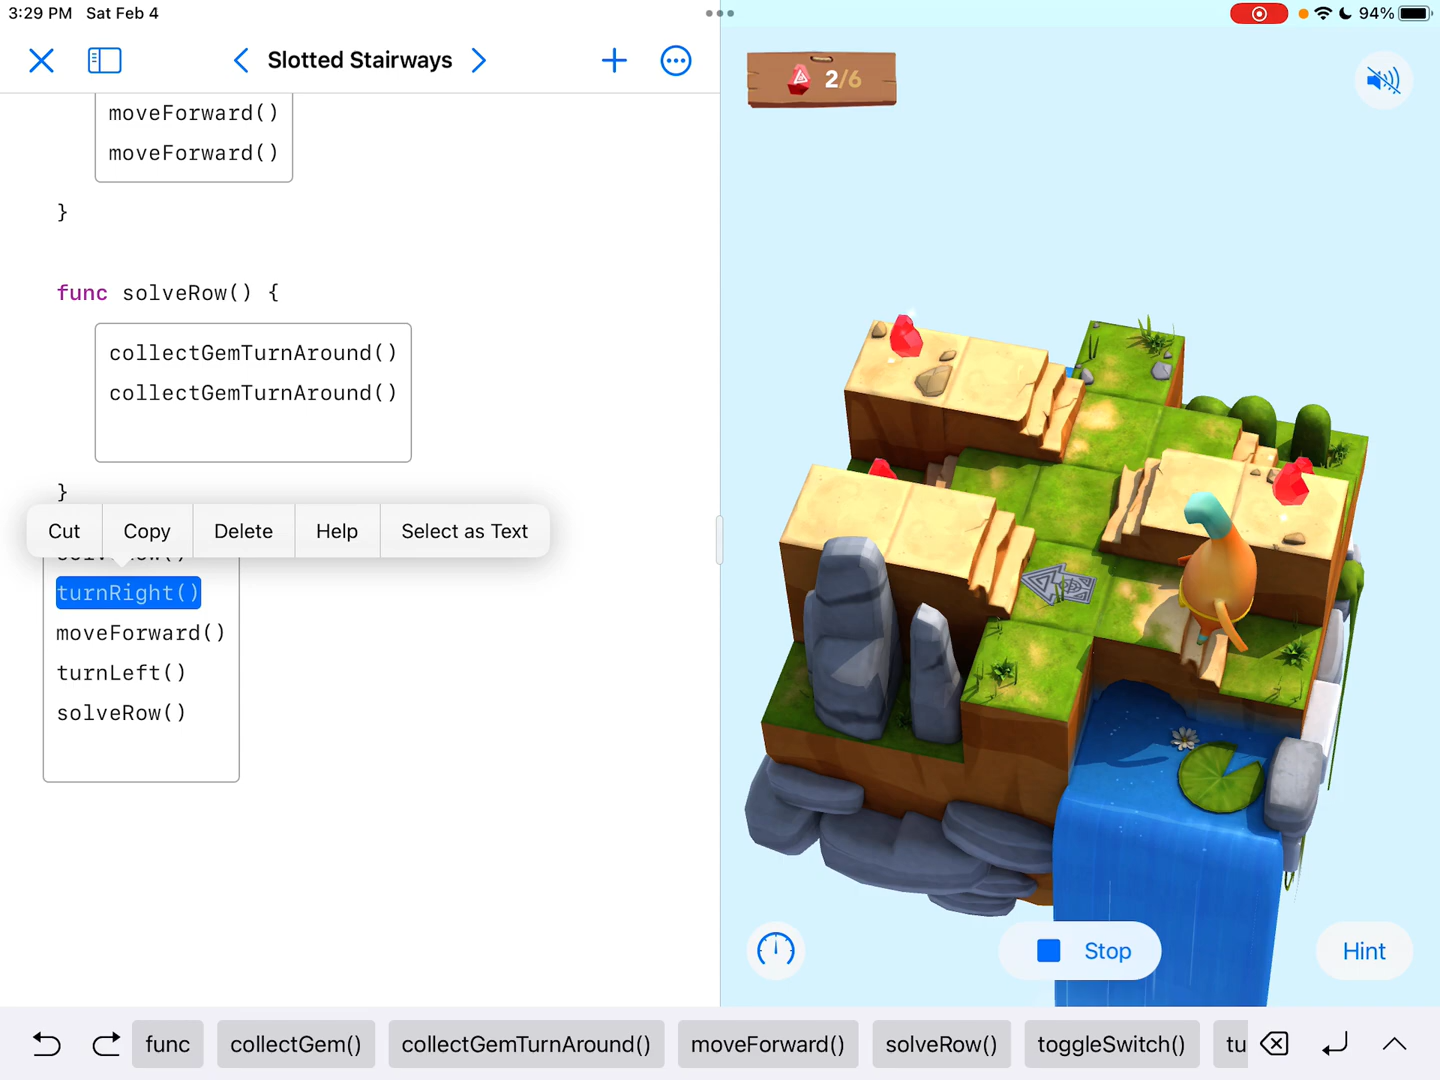 3:29 PM Sat Feb 4
94%
Slotted Stairways
2/6
moveForward()
moveForward()
}
func solveRow() {
collectGemTurnAround()
collectGemTurnAround()
}
Cut Copy Delete Help Select as Text
turnRight()
moveForward()
turnLeft()
solveRow()
Stop
Hint
func collectGem() collectGemTurnAround() moveForward() solveRow() toggleSwitch() tu